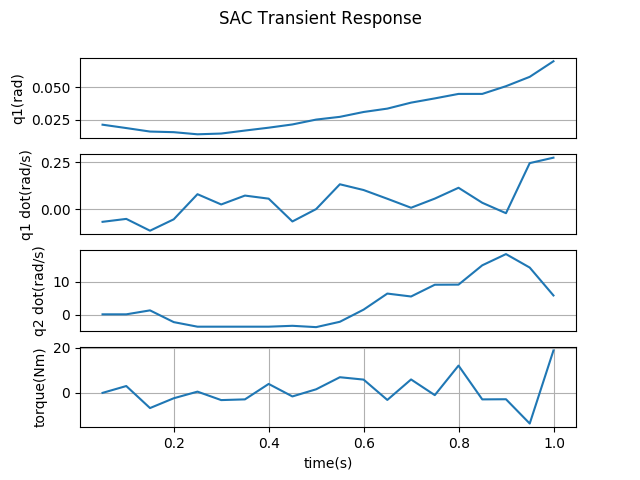 SAC Transient Response
q1(rad)
0.050
0.025
q1 dot(rad/s)
0.25
0.00
q2 dot(rad/s)
10
0
torque(Nm)
20
0
0.2 0.4 0.6 0.8 1.0
time(s)